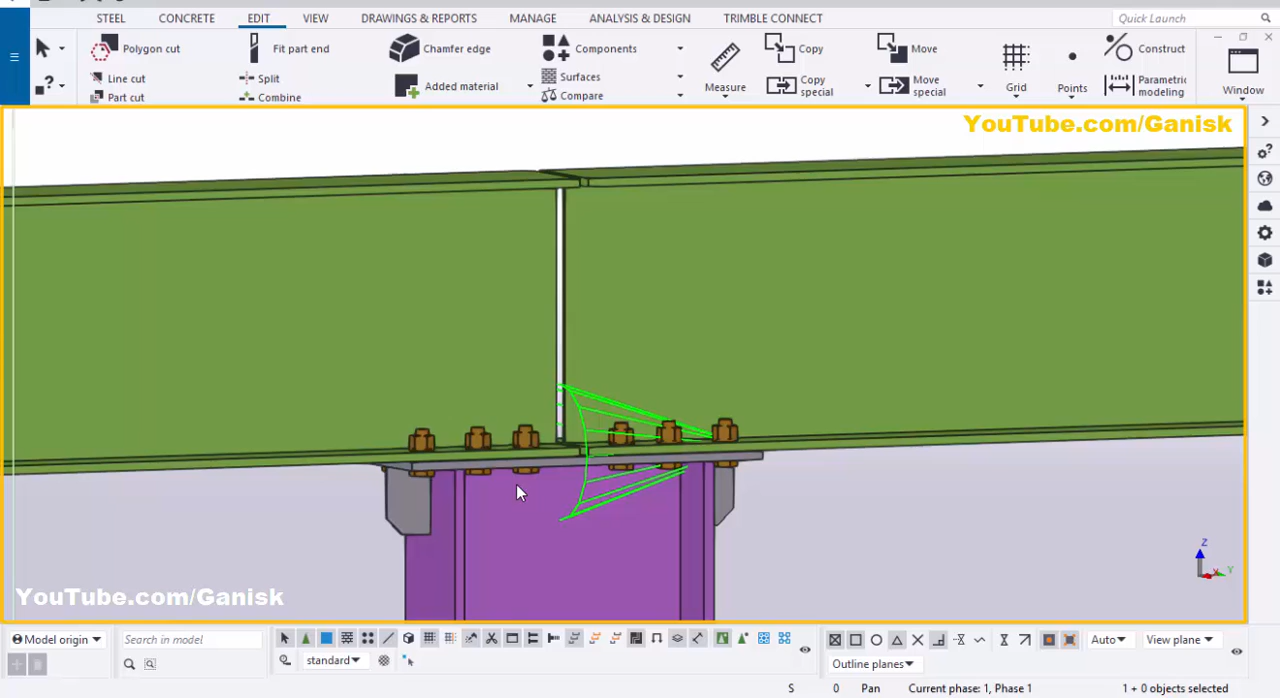 STEEL CONCRETE EDIT VIEW DRAWINGS & REPORTS MANAGE ANALYSIS & DESIGN TRIMBLE CONNECT Quick Launch
Polygon cut Fit part end Chamfer edge Components Copy Move Construct
Line cut Split Added material Surfaces Measure Copy special Move special Grid Points Parametric modeling Window
Part cut Combine Compare
YouTube.com/Ganisk
Z
X Y
YouTube.com/Ganisk
Model origin Search in model Auto View plane
standard Outline planes
S 0 Pan Current phase: 1, Phase 1 1 + 0 objects selected